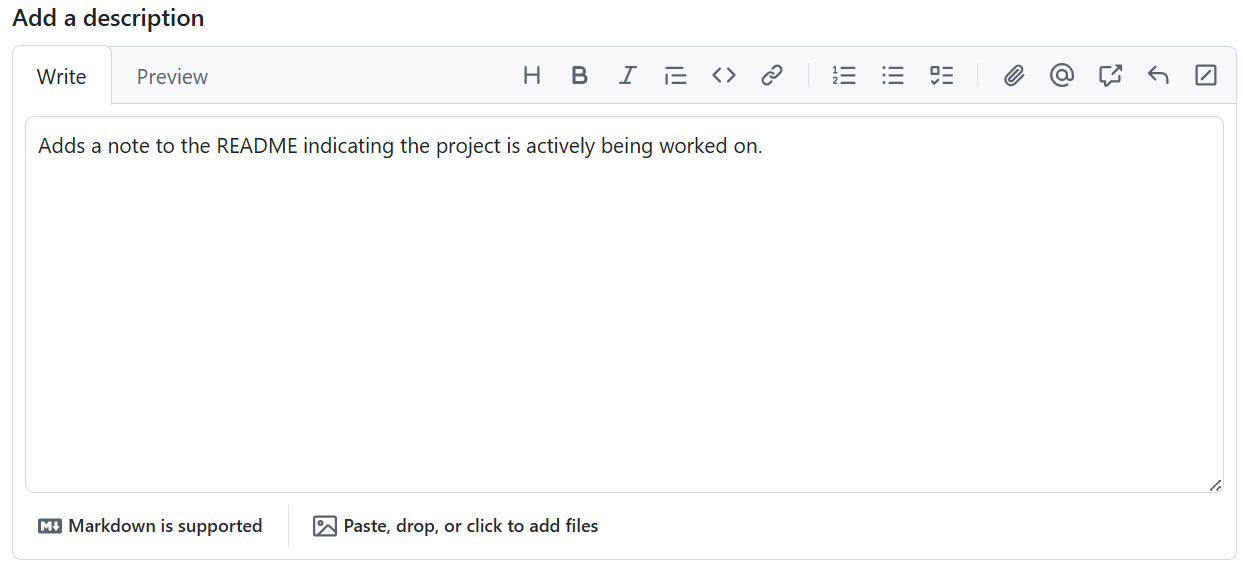 Add a description
Write Preview
Adds a note to the README indicating the project is actively being worked on.
Markdown is supported Paste, drop, or click to add files